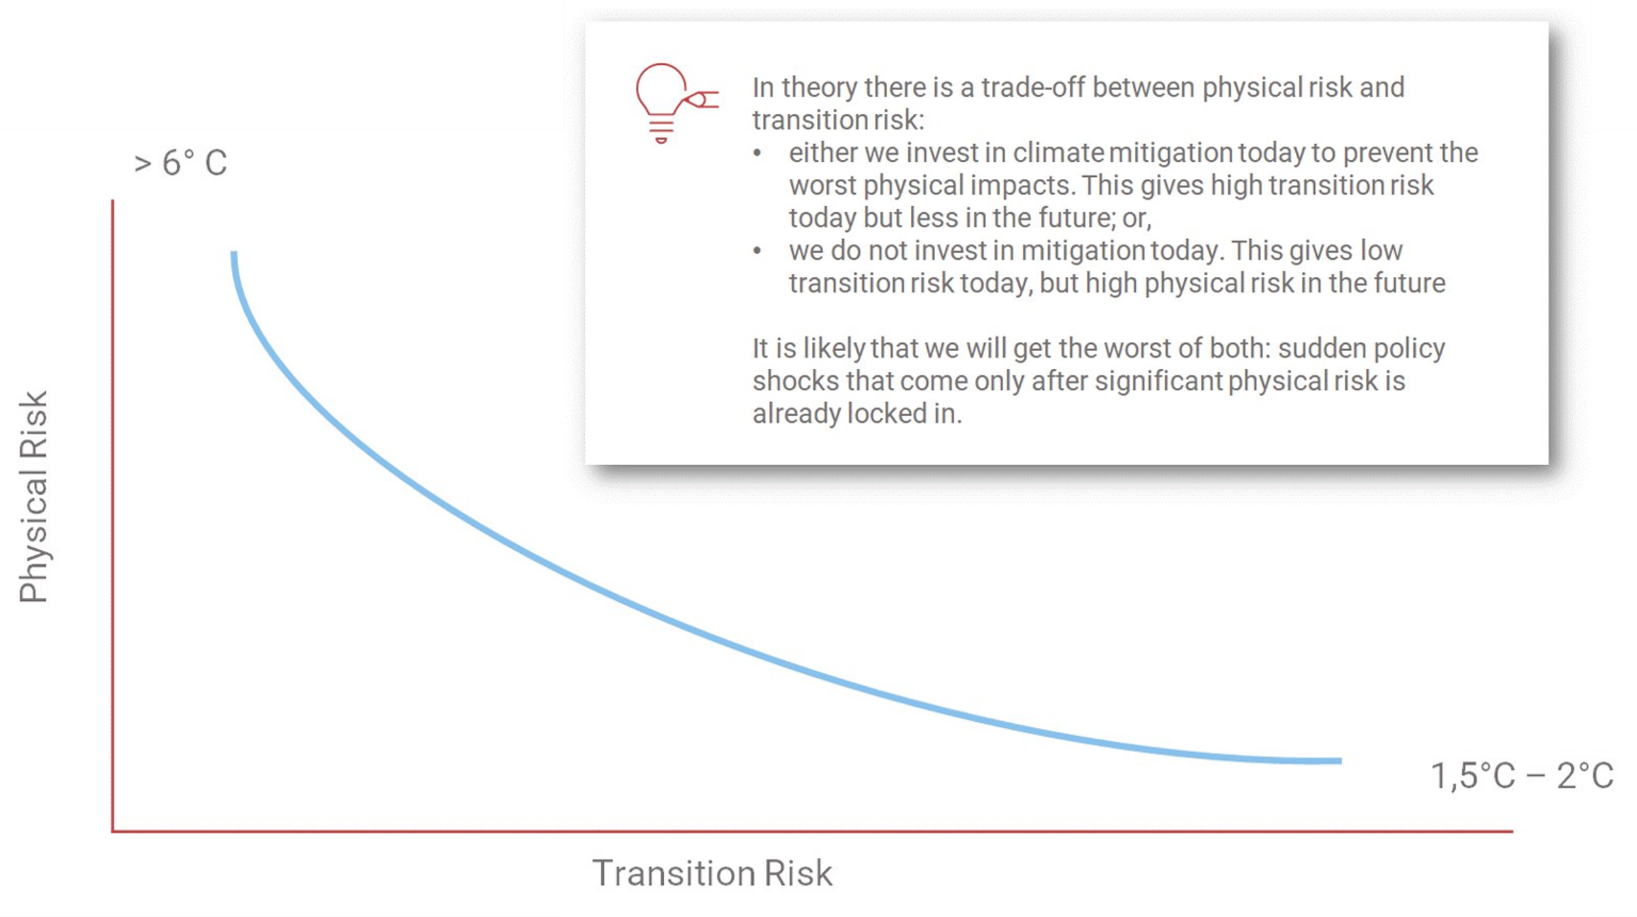 > 6° C
In theory there is a trade-off between physical risk and
transition risk:
• either we invest in climate mitigation today to prevent the
worst physical impacts. This gives high transition risk
today but less in the future; or,
• we do not invest in mitigation today. This gives low
transition risk today, but high physical risk in the future
It is likely that we will get the worst of both: sudden policy
shocks that come only after significant physical risk is
already locked in.
Physical Risk
1,5°C – 2°C
Transition Risk